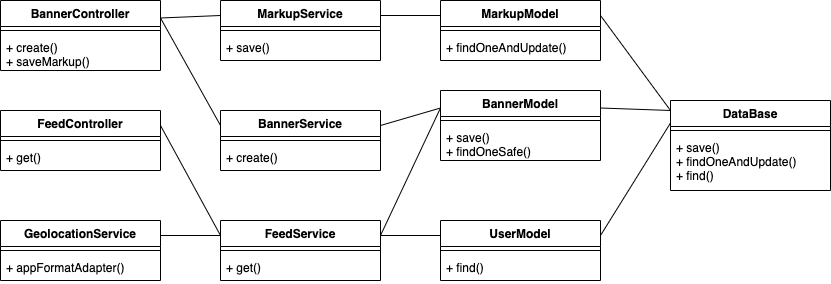 BannerController
+ create()
+ saveMarkup()
MarkupService
+ save()
MarkupModel
+ findOneAndUpdate()
FeedController
+ get()
BannerService
+ create()
BannerModel
+ save()
+ findOneSafe()
DataBase
+ save()
+ findOneAndUpdate()
+ find()
GeolocationService
+ appFormatAdapter()
FeedService
+ get()
UserModel
+ find()